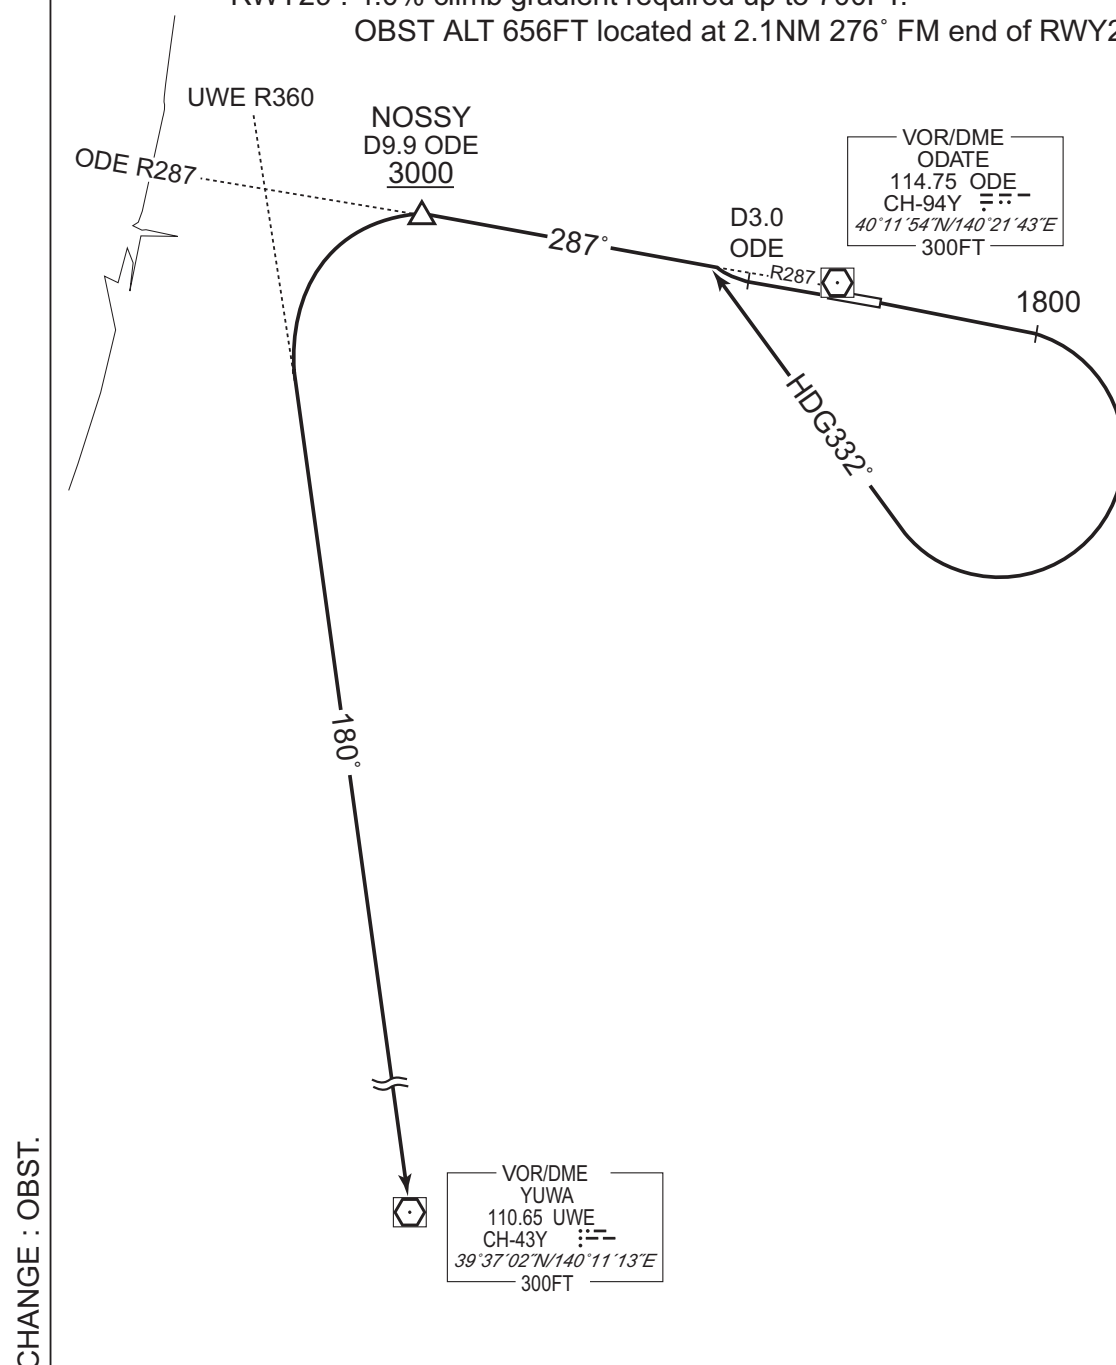 OBST ALT 656FT located at 2.1NM 276˚ FM end of RWY2
UWE R360
NOSSY
D9.9 ODE
3000
ODE R287
VOR/DME
ODATE
114.75 ODE
CH-94Y
40°11´54˝N/140°21´43˝E
300FT
D3.0
ODE
287˚
R287
1800
HDG332˚
180˚
VOR/DME
YUWA
110.65 UWE
CH-43Y
39°37´02˝N/140°11´13˝E
300FT
CHANGE : OBST.